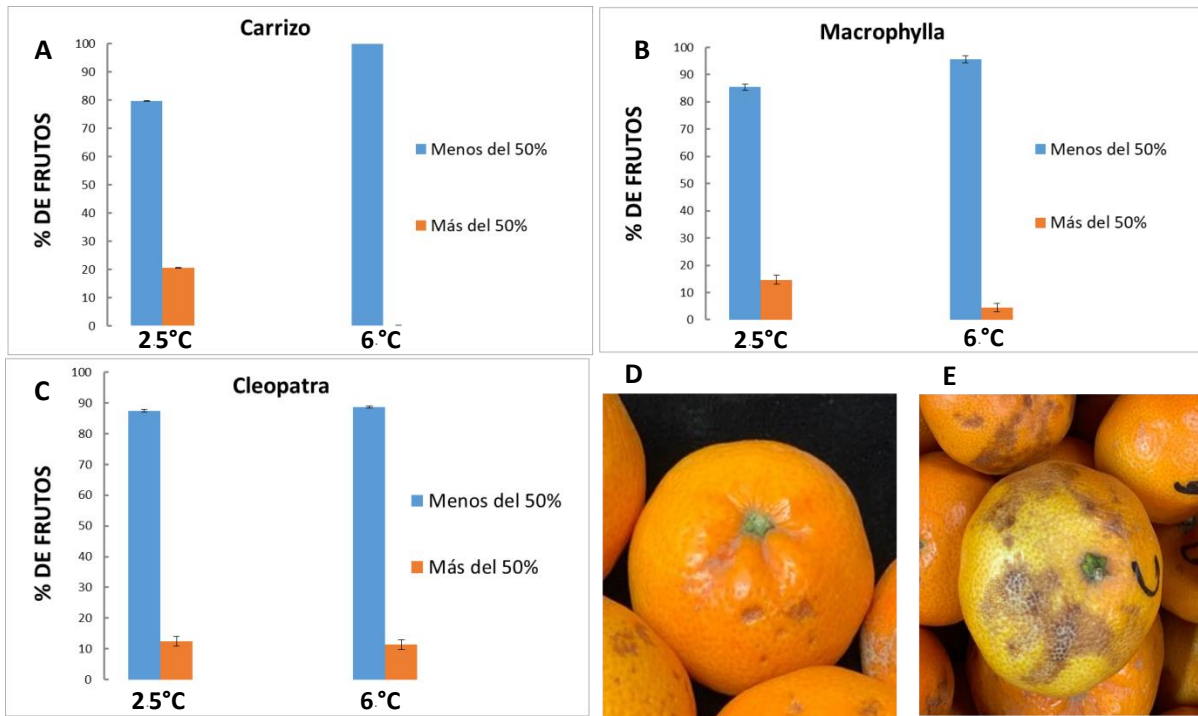 A
Carrizo
% DE FRUTOS
100
90
80
70
60
50
40
30
20
10
0
2.5°C
6.°C
Menos del 50%
Más del 50%
B
Macrophylla
% DE FRUTOS
100
90
80
70
60
50
40
30
20
10
0
2.5°C
6.°C
Menos del 50%
Más del 50%
C
Cleopatra
% DE FRUTOS
100
90
80
70
60
50
40
30
20
10
0
2.5°C
6.°C
Menos del 50%
Más del 50%
D
E